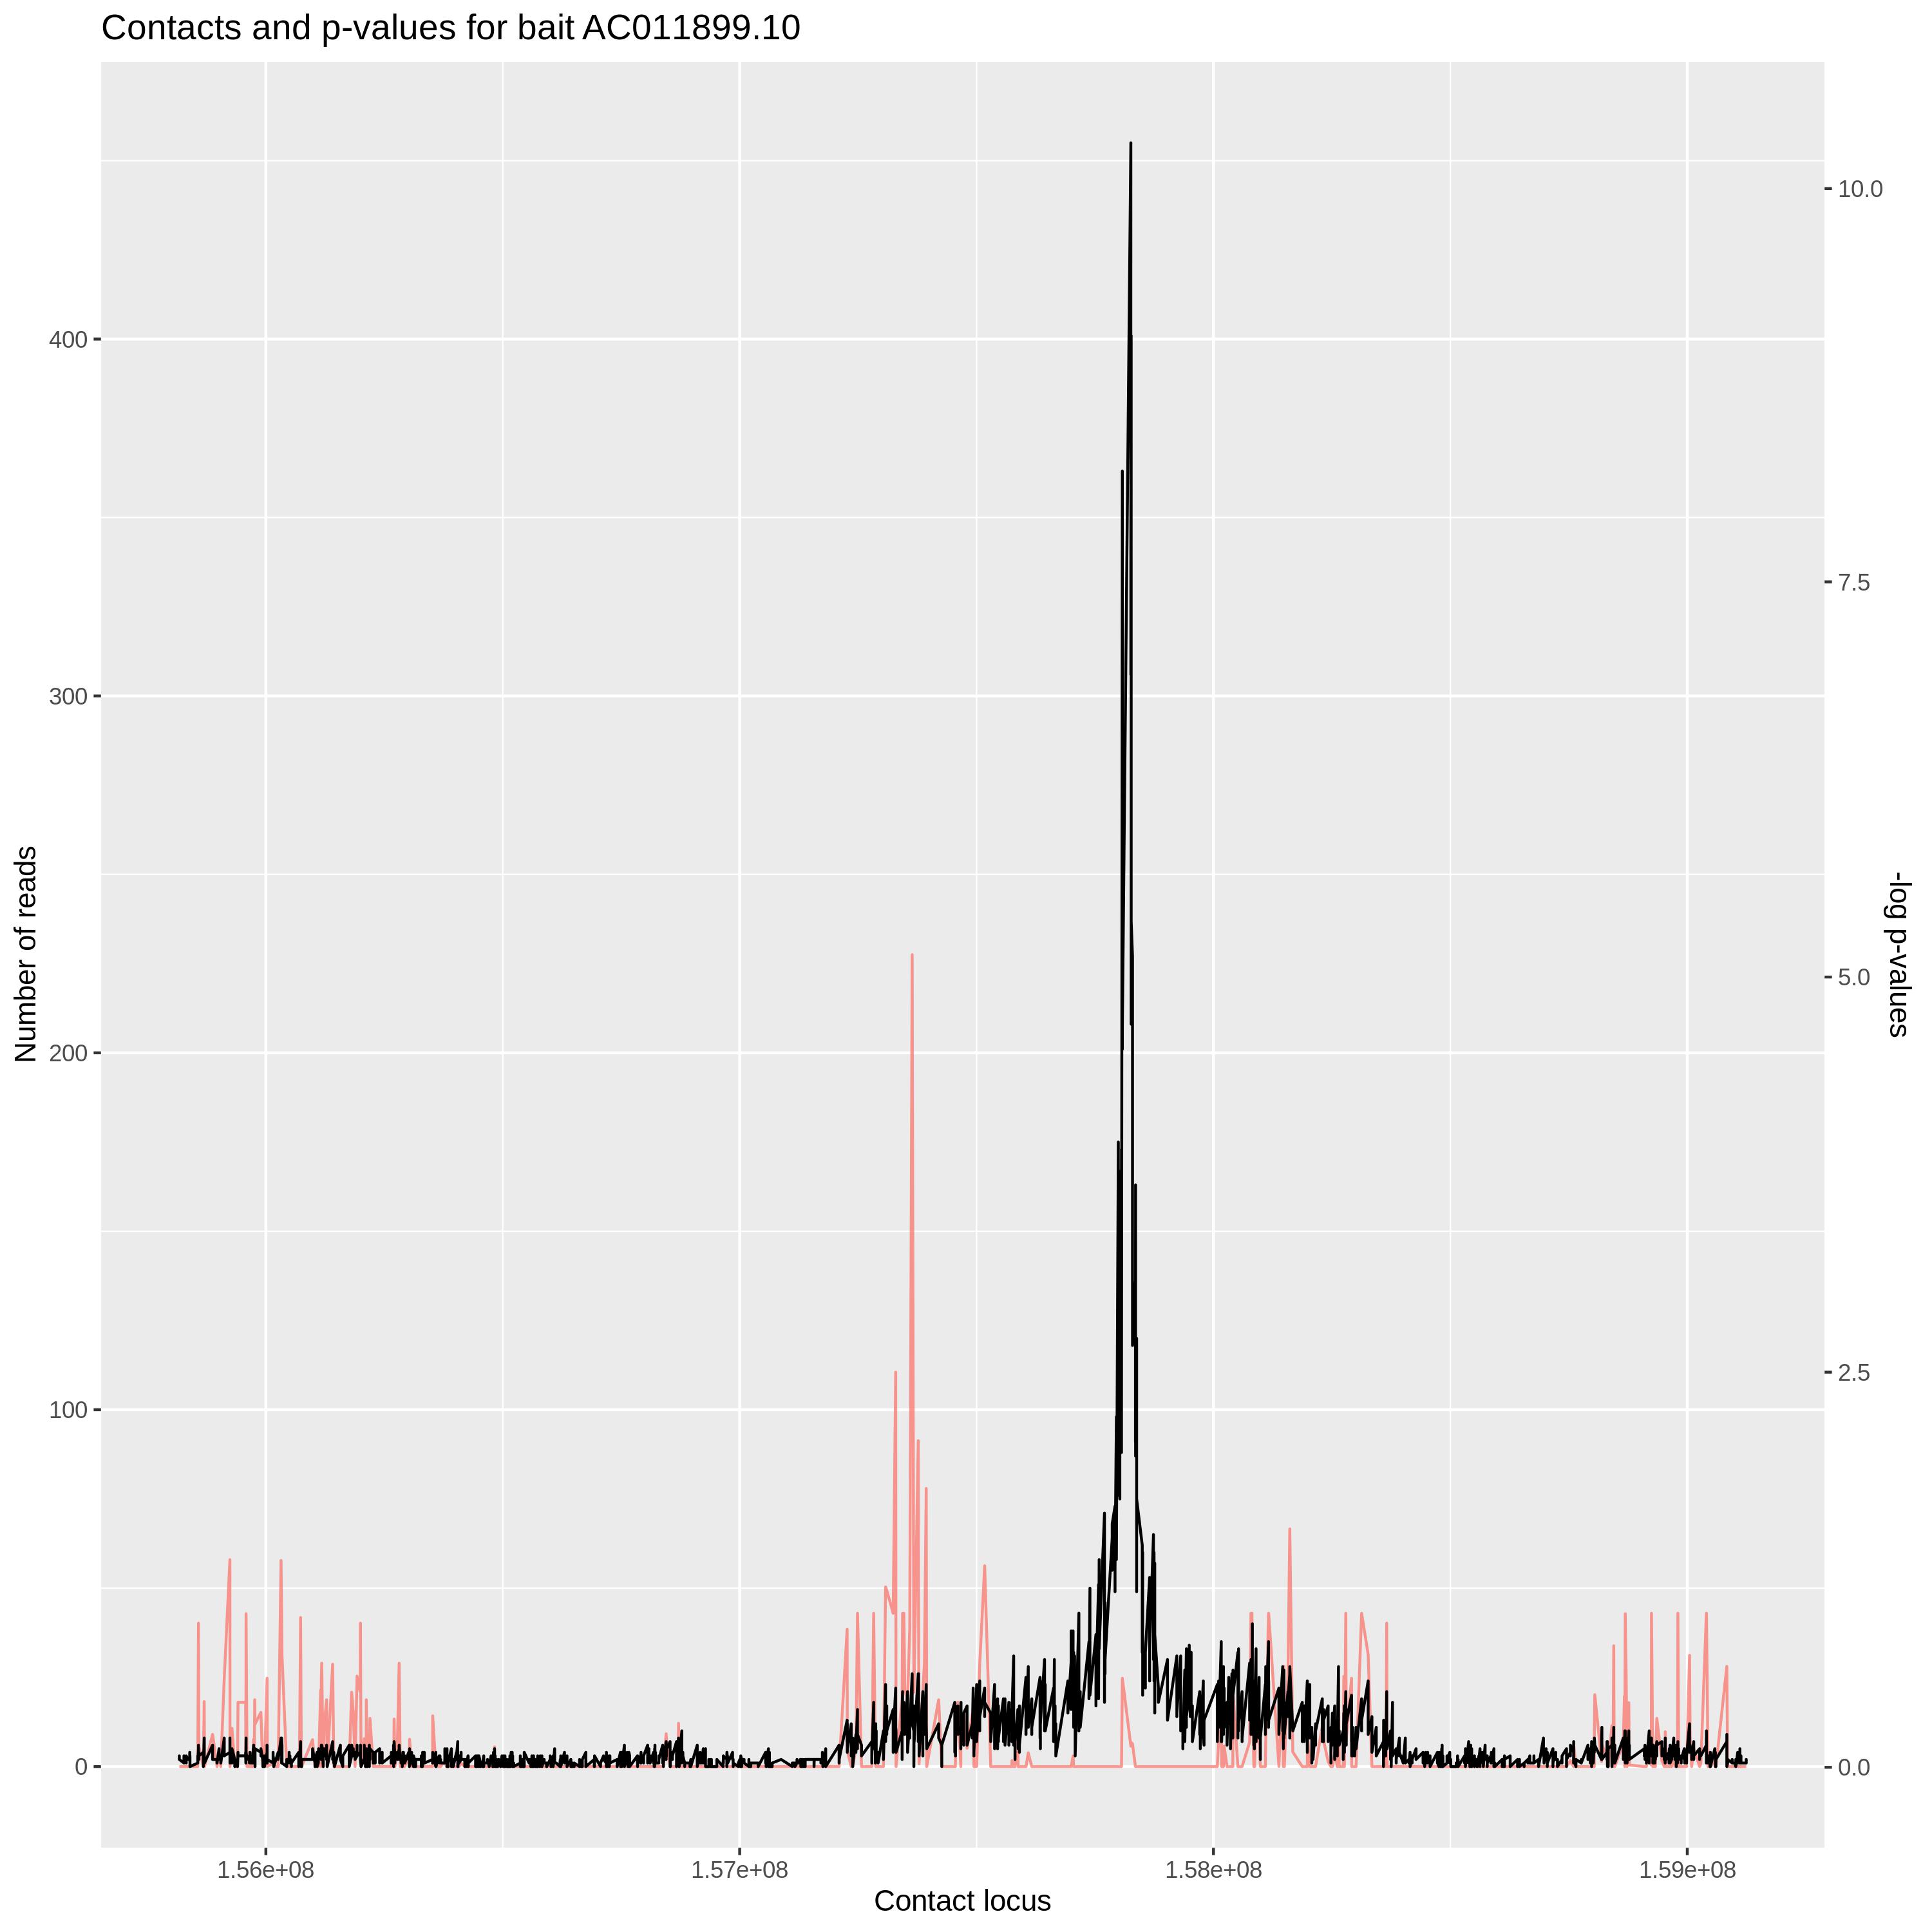 Contacts and p-values for bait AC011899.10
400
300
200
100
0
Number of reads
10.0
7.5
5.0
2.5
0.0
-log p-values
1.56e+08
1.57e+08
1.58e+08
1.59e+08
Contact locus